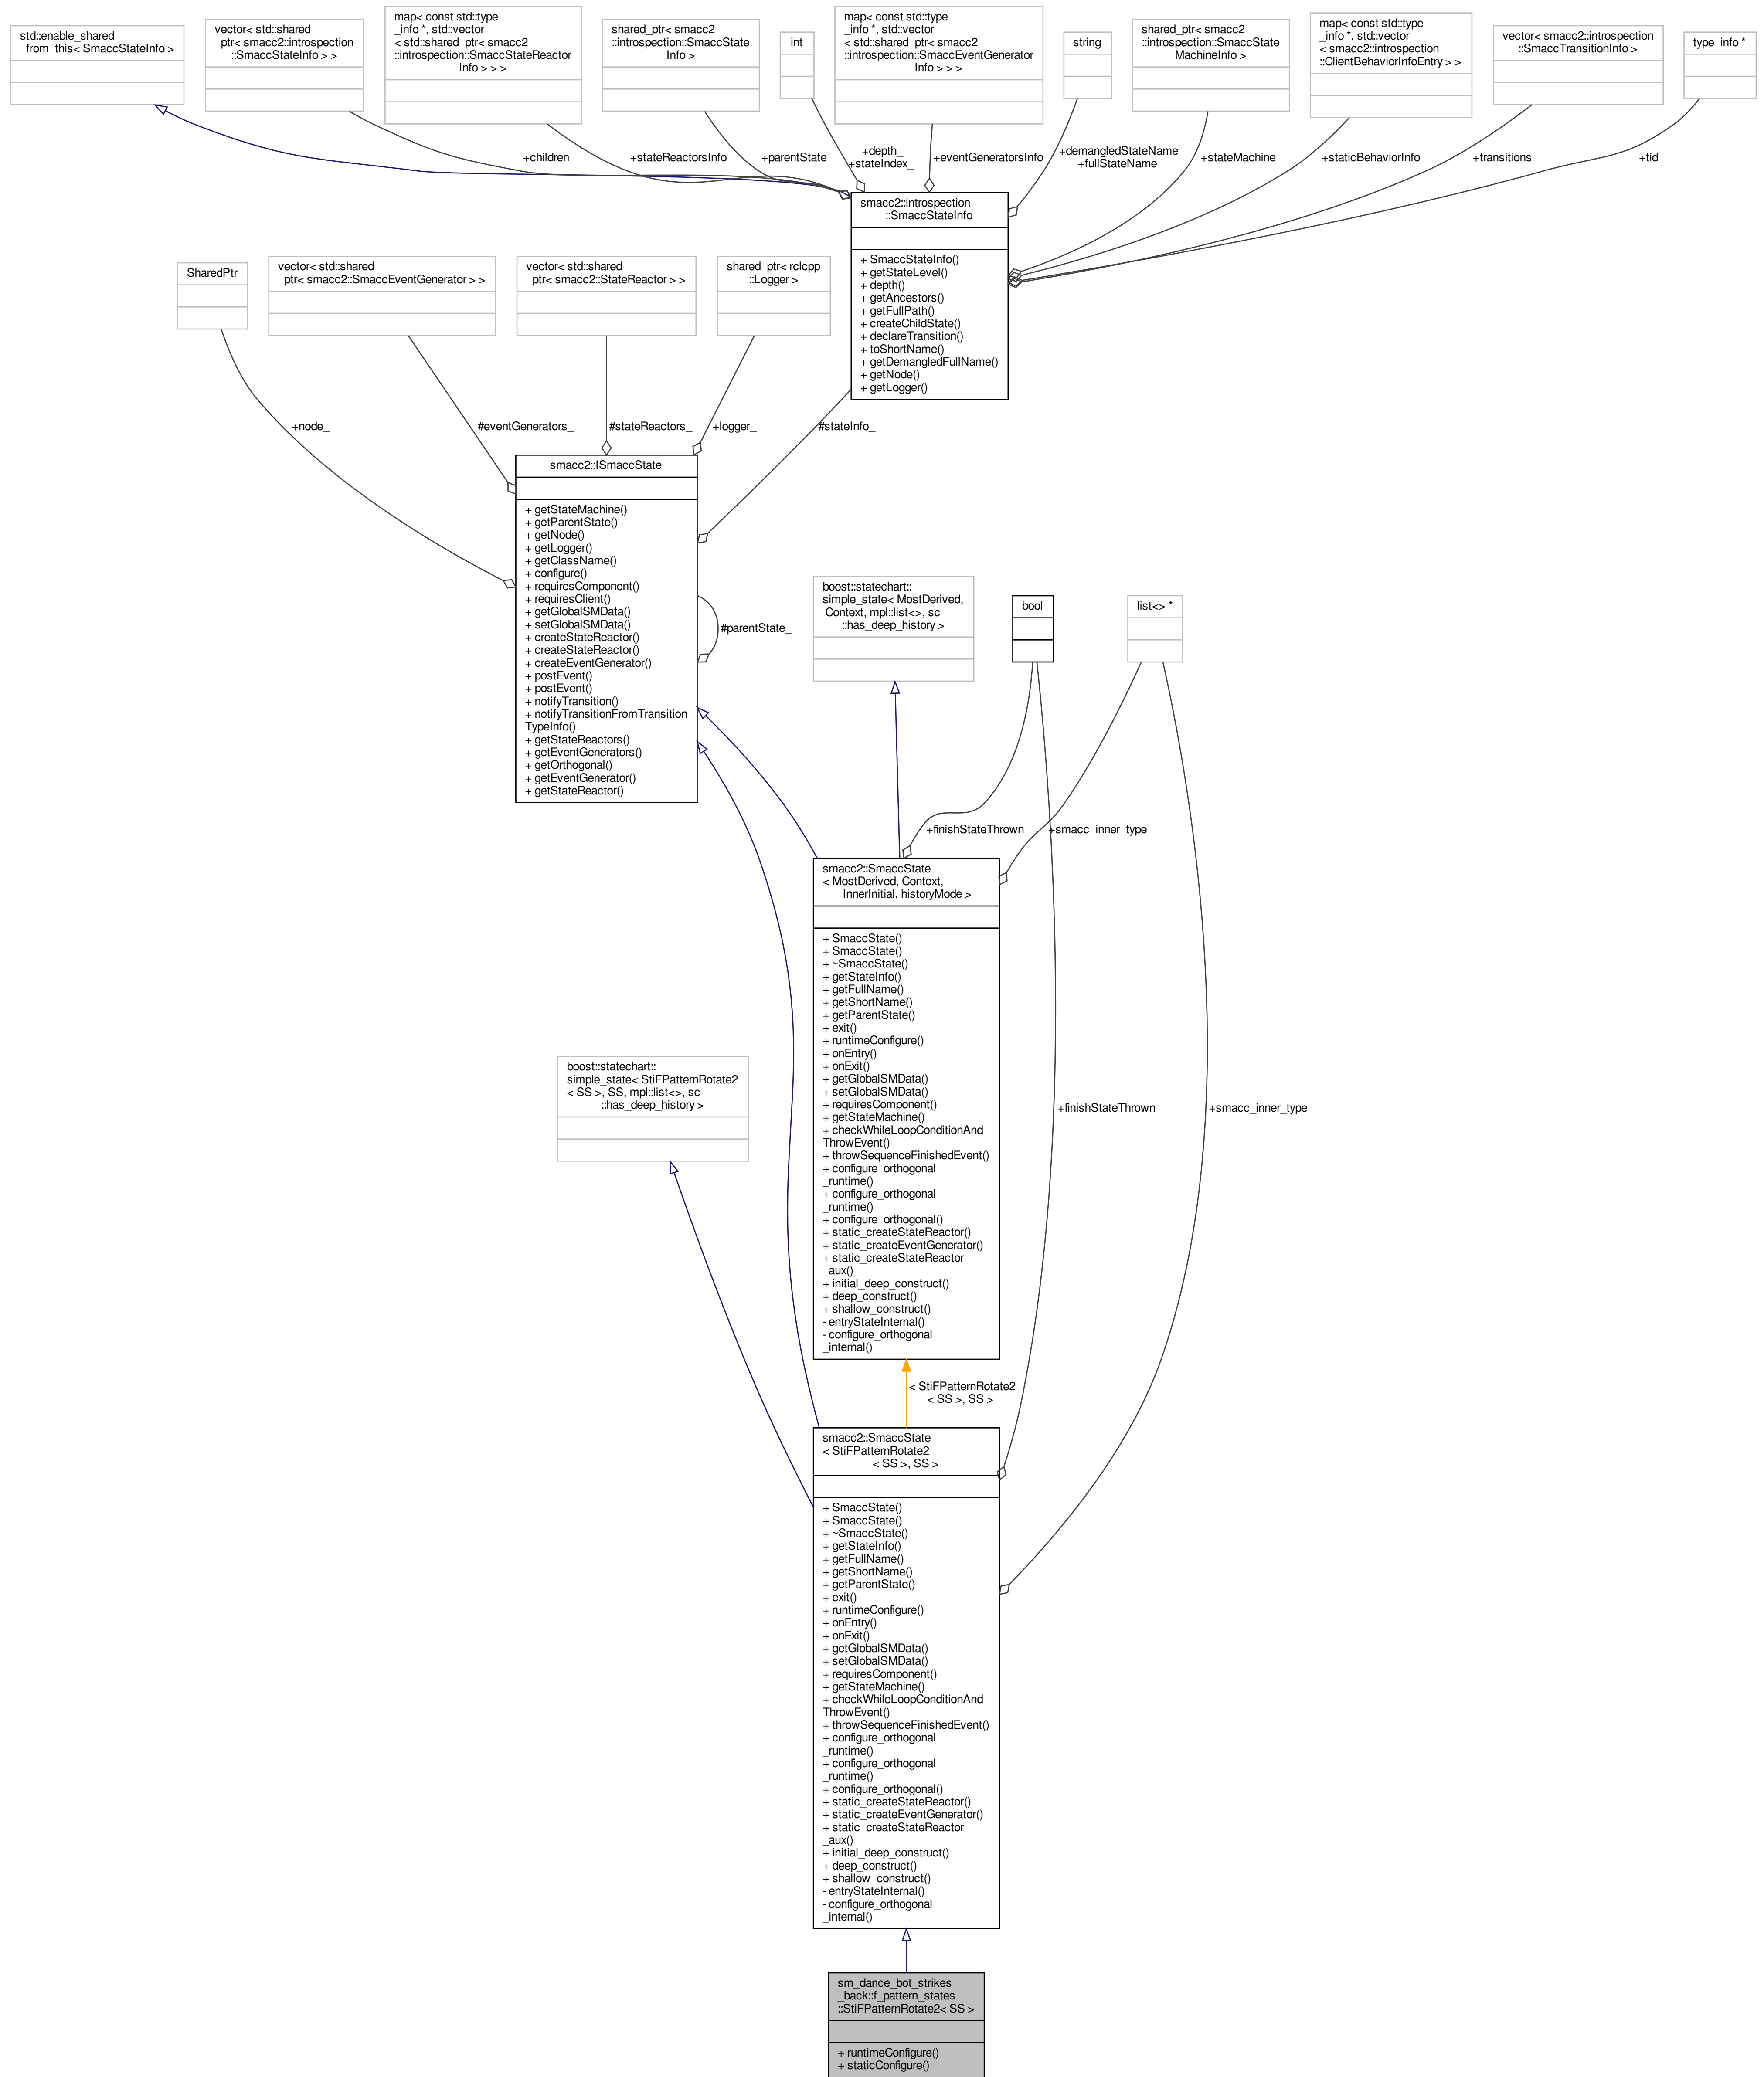 std::enable_shared
_from_this< SmaccStateInfo >
vector< std::shared
_ptr< smacc2::introspection
::SmaccStateInfo > >
map< const std::type
_info *, std::vector
< std::shared_ptr< smacc2
::introspection::SmaccStateReactor
Info > > >
shared_ptr< smacc2
::introspection::SmaccState
Info >
int
map< const std::type
_info *, std::vector
< std::shared_ptr< smacc2
::introspection::SmaccEventGenerator
Info > > >
string
shared_ptr< smacc2
::introspection::SmaccState
MachineInfo >
map< const std::type
_info *, std::vector
< smacc2::introspection
::ClientBehaviorInfoEntry > >
vector< smacc2::introspection
::SmaccTransitionInfo >
type_info *
+children_
+stateReactorsInfo
+parentState_
+depth_
+stateIndex_
+eventGeneratorsInfo
+demangledStateName
+fullStateName
+stateMachine_
+staticBehaviorInfo
+transitions_
+tid_
smacc2::introspection
::SmaccStateInfo
+ SmaccStateInfo()
+ getStateLevel()
+ depth()
+ getAncestors()
+ getFullPath()
+ createChildState()
+ declareTransition()
+ toShortName()
+ getDemangledFullName()
+ getNode()
+ getLogger()
SharedPtr
vector< std::shared
_ptr< smacc2::SmaccEventGenerator > >
vector< std::shared
_ptr< smacc2::StateReactor > >
shared_ptr< rclcpp
::Logger >
+node_
#eventGenerators_
#stateReactors_
+logger_
#stateInfo_
smacc2::ISmaccState
+ getStateMachine()
+ getParentState()
+ getNode()
+ getLogger()
+ getClassName()
+ configure()
+ requiresComponent()
+ requiresClient()
+ getGlobalSMData()
+ setGlobalSMData()
+ createStateReactor()
+ createStateReactor()
+ createEventGenerator()
+ postEvent()
+ postEvent()
+ notifyTransition()
+ notifyTransitionFromTransition
TypeInfo()
+ getStateReactors()
+ getEventGenerators()
+ getOrthogonal()
+ getEventGenerator()
+ getStateReactor()
#parentState_
boost::statechart::
simple_state< MostDerived,
Context, mpl::list<>, sc
::has_deep_history >
bool
list<> *
+finishStateThrown
+smacc_inner_type
smacc2::SmaccState
< MostDerived, Context,
InnerInitial, historyMode >
+ SmaccState()
+ SmaccState()
+ ~SmaccState()
+ getStateInfo()
+ getFullName()
+ getShortName()
+ getParentState()
+ exit()
+ runtimeConfigure()
+ onEntry()
+ onExit()
+ getGlobalSMData()
+ setGlobalSMData()
+ requiresComponent()
+ getStateMachine()
+ checkWhileLoopConditionAnd
ThrowEvent()
+ throwSequenceFinishedEvent()
+ configure_orthogonal
_runtime()
+ configure_orthogonal
_runtime()
+ configure_orthogonal()
+ static_createStateReactor()
+ static_createEventGenerator()
+ static_createStateReactor
_aux()
+ initial_deep_construct()
+ deep_construct()
+ shallow_construct()
- entryStateInternal()
- configure_orthogonal
_internal()
boost::statechart::
simple_state< StiFPatternRotate2
< SS >, SS, mpl::list<>, sc
::has_deep_history >
+finishStateThrown
+smacc_inner_type
< StiFPatternRotate2
< SS >, SS >
smacc2::SmaccState
< StiFPatternRotate2
< SS >, SS >
+ SmaccState()
+ SmaccState()
+ ~SmaccState()
+ getStateInfo()
+ getFullName()
+ getShortName()
+ getParentState()
+ exit()
+ runtimeConfigure()
+ onEntry()
+ onExit()
+ getGlobalSMData()
+ setGlobalSMData()
+ requiresComponent()
+ getStateMachine()
+ checkWhileLoopConditionAnd
ThrowEvent()
+ throwSequenceFinishedEvent()
+ configure_orthogonal
_runtime()
+ configure_orthogonal
_runtime()
+ configure_orthogonal()
+ static_createStateReactor()
+ static_createEventGenerator()
+ static_createStateReactor
_aux()
+ initial_deep_construct()
+ deep_construct()
+ shallow_construct()
- entryStateInternal()
- configure_orthogonal
_internal()
sm_dance_bot_strikes
_back::f_pattern_states
::StiFPatternRotate2< SS >
+ runtimeConfigure()
+ staticConfigure()